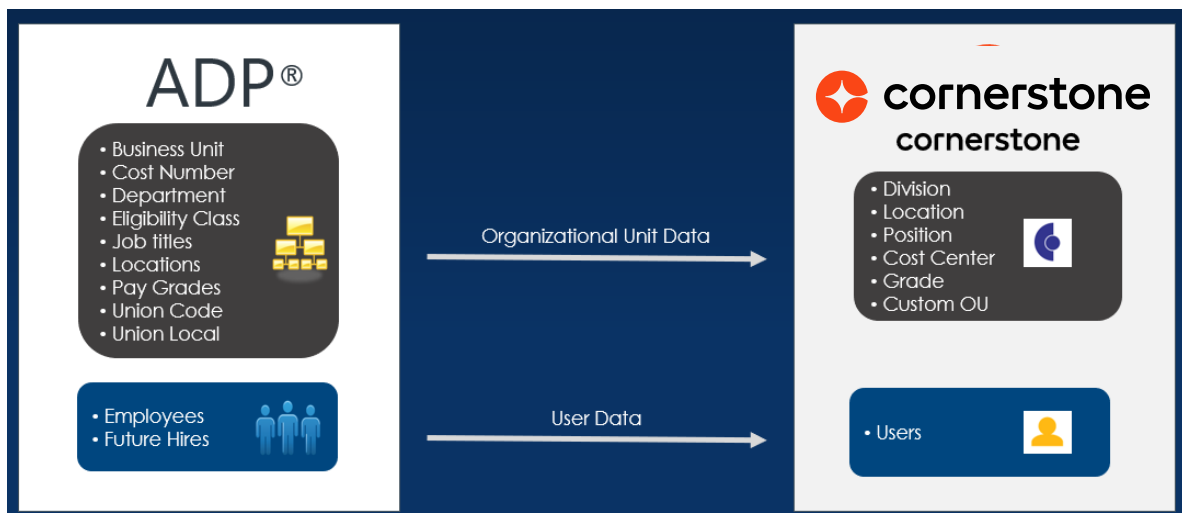 ADP®
• Business Unit
• Cost Number
• Department
• Eligibility Class
• Job titles
• Locations
• Pay Grades
• Union Code
• Union Local
• Employees
• Future Hires
Organizational Unit Data
User Data
cornerstone
cornerstone
• Division
• Location
• Position
• Cost Center
• Grade
• Custom OU
• Users